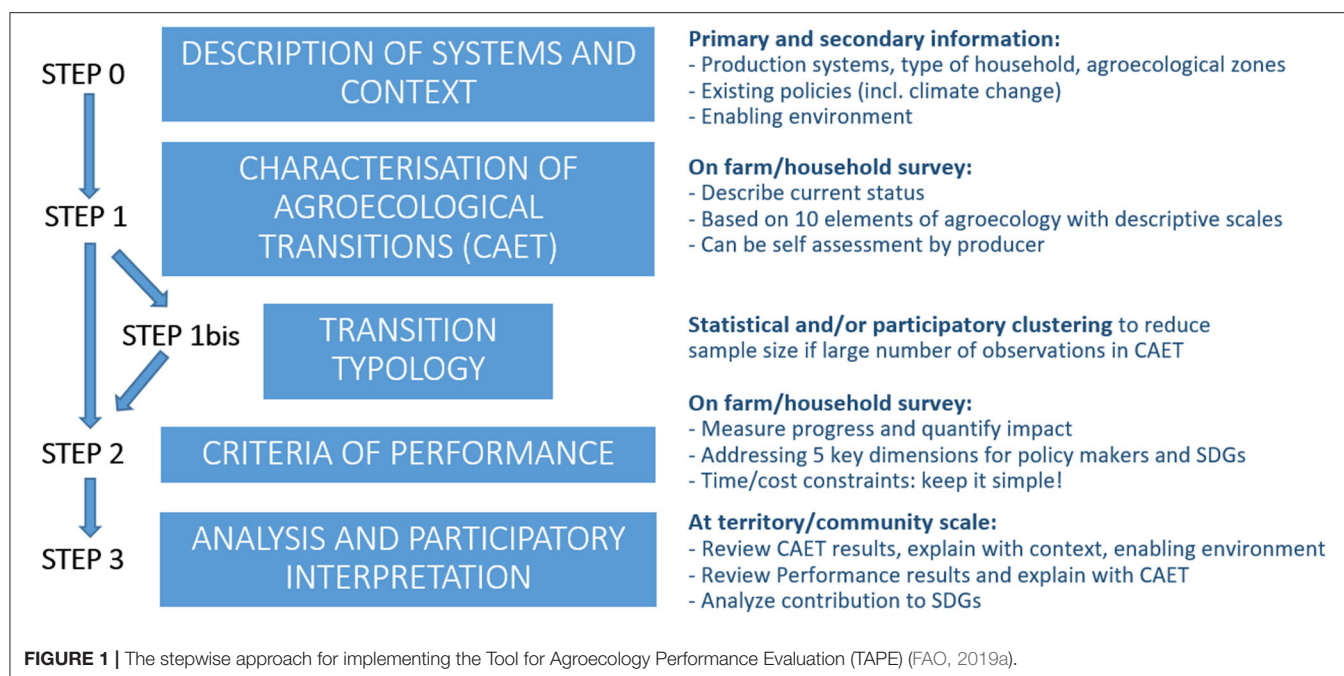 STEP 0
DESCRIPTION OF SYSTEMS AND
CONTEXT
Primary and secondary information:
- Production systems, type of household, agroecological zones
- Existing policies (incl. climate change)
- Enabling environment
STEP 1
CHARACTERISATION OF
AGROECOLOGICAL
TRANSITIONS (CAET)
On farm/household survey:
- Describe current status
- Based on 10 elements of agroecology with descriptive scales
- Can be self assessment by producer
STEP 1bis
TRANSITION
TYPOLOGY
Statistical and/or participatory clustering to reduce
sample size if large number of observations in CAET
STEP 2
CRITERIA OF PERFORMANCE
On farm/household survey:
- Measure progress and quantify impact
- Addressing 5 key dimensions for policy makers and SDGs
- Time/cost constraints: keep it simple!
STEP 3
ANALYSIS AND PARTICIPATORY
INTERPRETATION
At territory/community scale:
- Review CAET results, explain with context, enabling environment
- Review Performance results and explain with CAET
- Analyze contribution to SDGs
FIGURE 1 | The stepwise approach for implementing the Tool for Agroecology Performance Evaluation (TAPE) (FAO, 2019a).